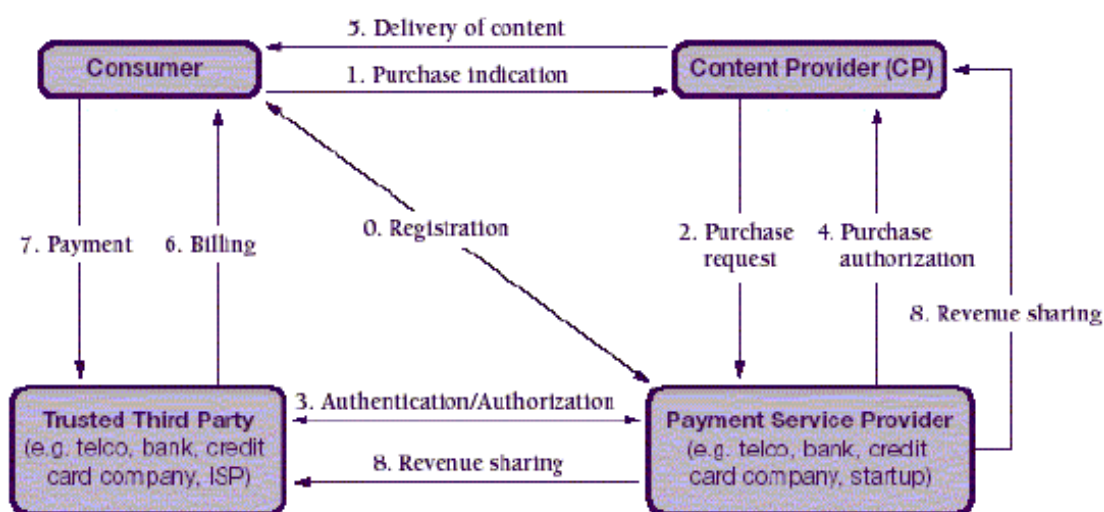 5. Delivery of content
Consumer
Content Provider (CP)
1. Purchase indication
0. Registration
7. Payment
6. Billing
2. Purchase
request
4. Purchase
authorization
8. Revenue sharing
Trusted Third Party
(e.g. telco, bank, credit
card company, ISP)
3. Authentication/Authorization
8. Revenue sharing
Payment Service Provider
(e.g. telco, bank, credit
card company, startup)